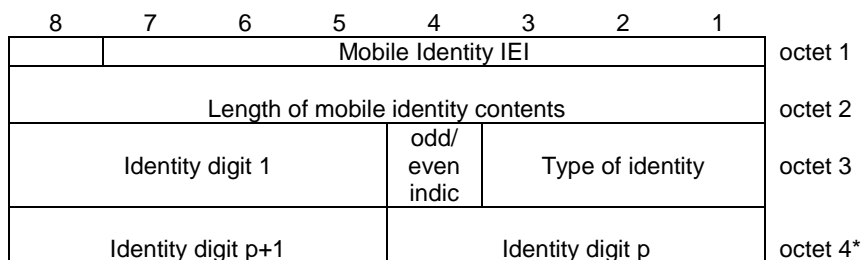 8 7 6 5 4 3 2 1
Mobile Identity IEI octet 1
Length of mobile identity contents octet 2
odd/
Identity digit 1 even Type of identity octet 3
indic
Identity digit p+1 Identity digit p octet 4*